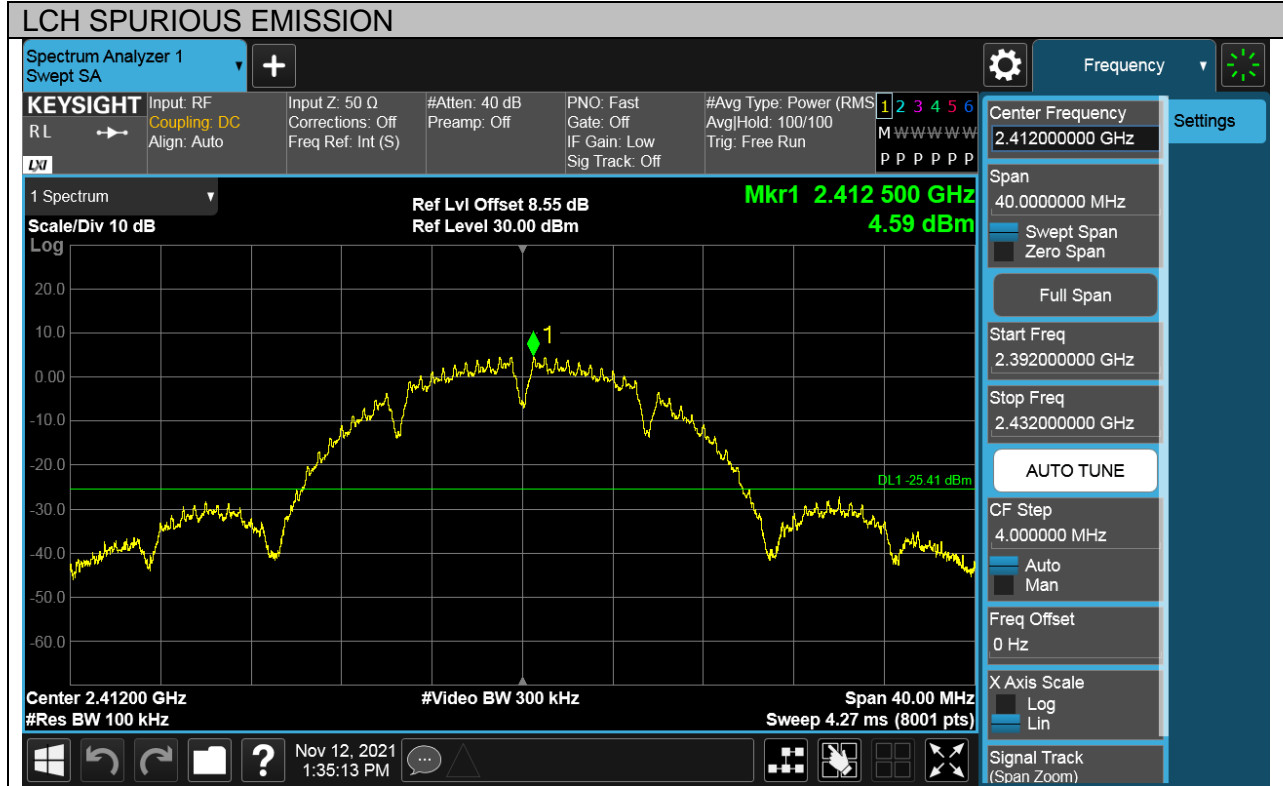 LCH SPURIOUS EMISSION
Spectrum Analyzer 1
Swept SA
+
Frequency
KEYSIGHT
RL
LXI
Input: RF
Coupling: DC
Align: Auto
Input Z: 50 Ω
Corrections: Off
Freq Ref: Int (S)
#Atten: 40 dB
Preamp: Off
PNO: Fast
Gate: Off
IF Gain: Low
Sig Track: Off
#Avg Type: Power (RMS
Avg|Hold: 100/100
Trig: Free Run
1 2 3 4 5 6
M W W W W W
P P P P P P
1 Spectrum
Scale/Div 10 dB
Ref Lvl Offset 8.55 dB
Ref Level 30.00 dBm
Mkr1 2.412 500 GHz
4.59 dBm
Log
20.0
10.0
0.00
-10.0
-20.0
-30.0
-40.0
-50.0
-60.0
1
DL1 -25.41 dBm
Center 2.41200 GHz
#Res BW 100 kHz
#Video BW 300 kHz
Span 40.00 MHz
Sweep 4.27 ms (8001 pts)
Center Frequency
2.412000000 GHz
Settings
Span
40.0000000 MHz
Swept Span
Zero Span
Full Span
Start Freq
2.392000000 GHz
Stop Freq
2.432000000 GHz
AUTO TUNE
CF Step
4.000000 MHz
Auto
Man
Freq Offset
0 Hz
X Axis Scale
Log
Lin
Signal Track
(Span Zoom)
?
Nov 12, 2021
1:35:13 PM